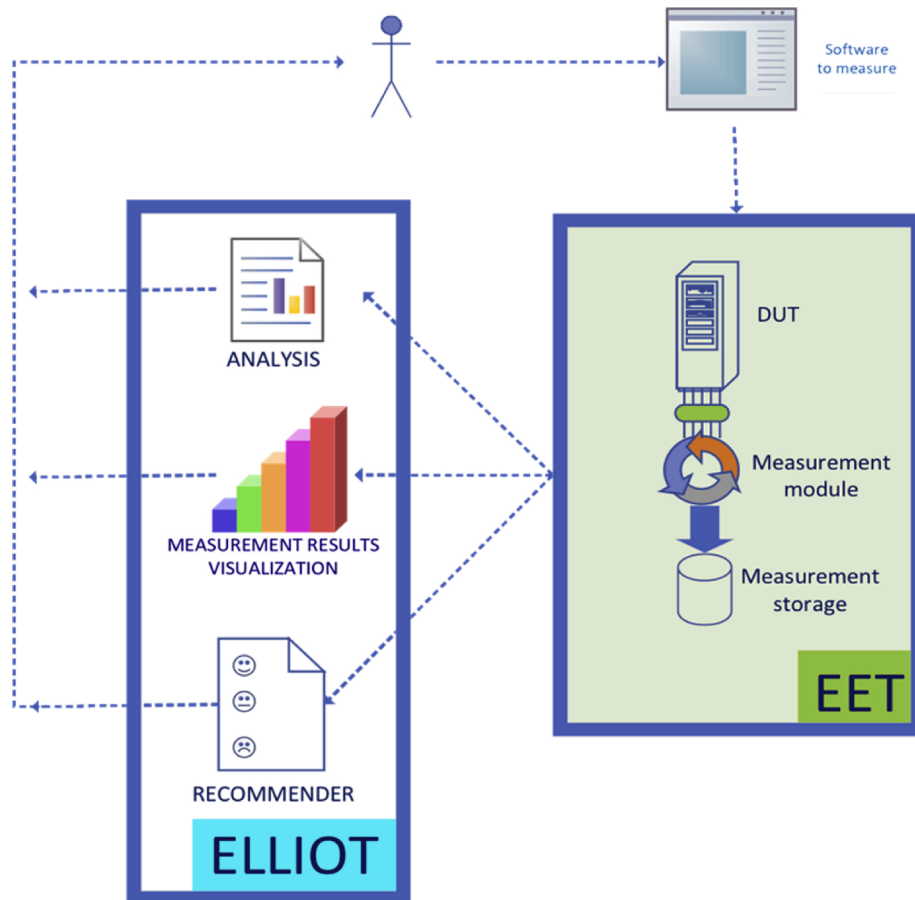 Software
to measure
ANALYSIS
MEASUREMENT RESULTS
VISUALIZATION
RECOMMENDER
ELLIOT
DUT
Measurement
module
Measurement
storage
EET